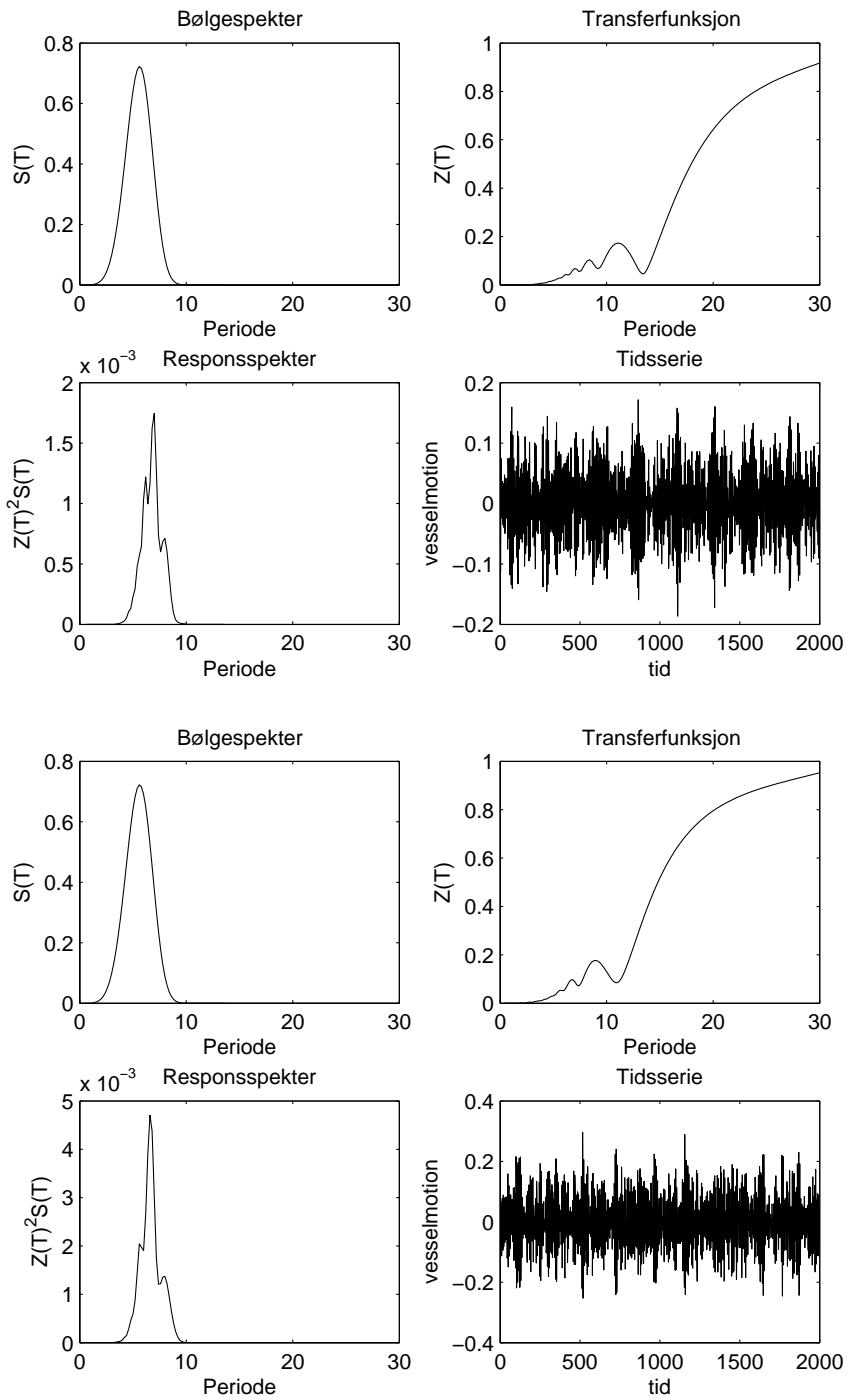 Bølgespekter
0.8
0.6
0.4
0.2
0
S(T)
0 10 20 30
Periode
Transferfunksjon
1
0.8
0.6
0.4
0.2
0
Z(T)
0 10 20 30
Periode
x 10⁻³ Responsspekter
2
1.5
1
0.5
0
Z(T)²S(T)
0 10 20 30
Periode
Tidsserie
0.2
0.1
0
−0.1
−0.2
vesselmotion
0 500 1000 1500 2000
tid
Bølgespekter
0.8
0.6
0.4
0.2
0
S(T)
0 10 20 30
Periode
Transferfunksjon
1
0.8
0.6
0.4
0.2
0
Z(T)
0 10 20 30
Periode
x 10⁻³ Responsspekter
5
4
3
2
1
0
Z(T)²S(T)
0 10 20 30
Periode
Tidsserie
0.4
0.2
0
−0.2
−0.4
vesselmotion
0 500 1000 1500 2000
tid